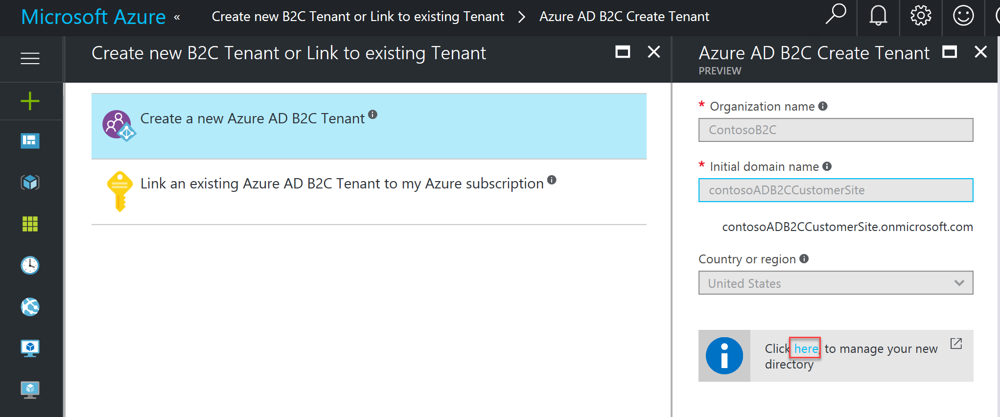 Microsoft Azure «
Create new B2C Tenant or Link to existing Tenant > Azure AD B2C Create Tenant
Create new B2C Tenant or Link to existing Tenant
Create a new Azure AD B2C Tenant
Link an existing Azure AD B2C Tenant to my Azure subscription
Azure AD B2C Create Tenant
PREVIEW
* Organization name
ContosoB2C
* Initial domain name
contosoADB2CCustomerSite
contosoADB2CCustomerSite.onmicrosoft.com
Country or region
United States
Click here, to manage your new
directory